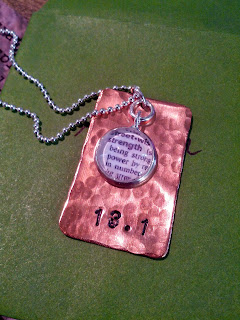 strength
being strong
power by
in number
13.1